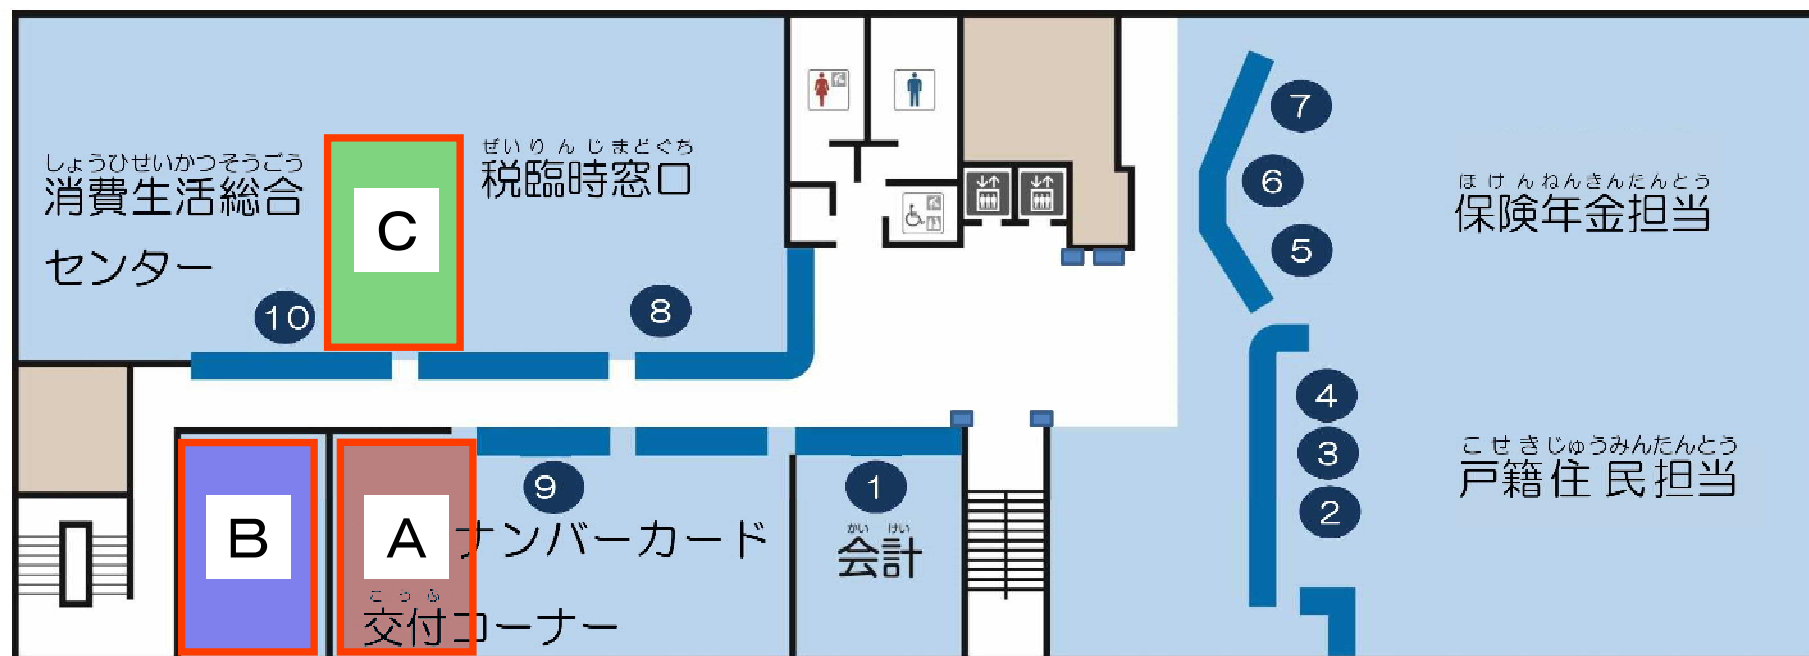 しょうひせいかつそうごう
消費生活総合
センター
C
ぜいりんじまどぐち
税臨時窓口
10
8
7
6
5
ほけんねんきんたんとう
保険年金担当
4
3
2
こせきじゅうみんたんとう
戸籍住民担当
B
A
9
ナンバーカード
こうふ
交付コーナー
1
かいけい
会計